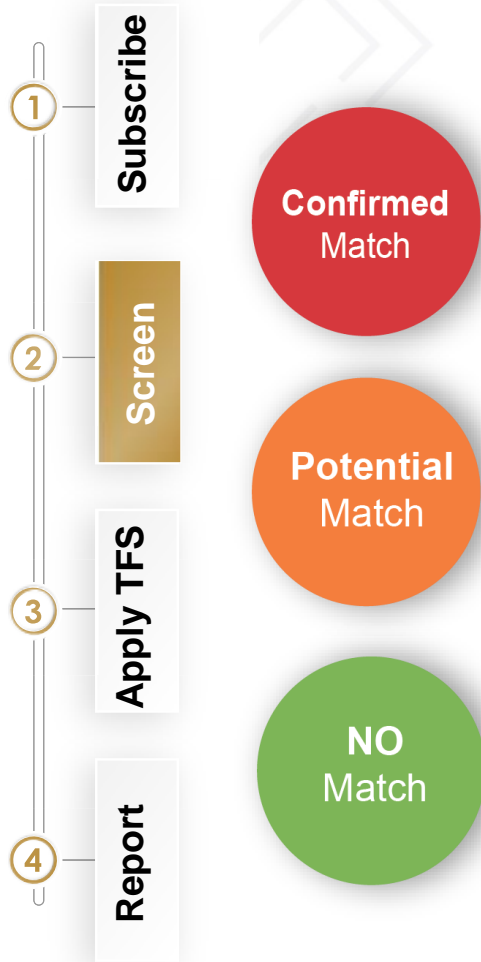 1
Subscribe
2
Screen
3
Apply TFS
4
Report
Confirmed
Match
Potential
Match
NO
Match